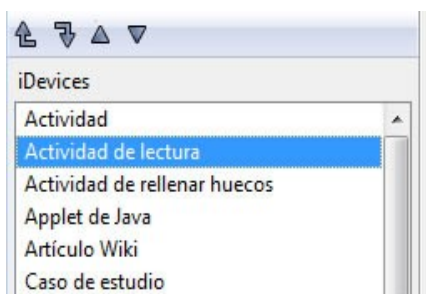 iDevices
Actividad
Actividad de lectura
Actividad de rellenar huecos
Applet de Java
Artículo Wiki
Caso de estudio